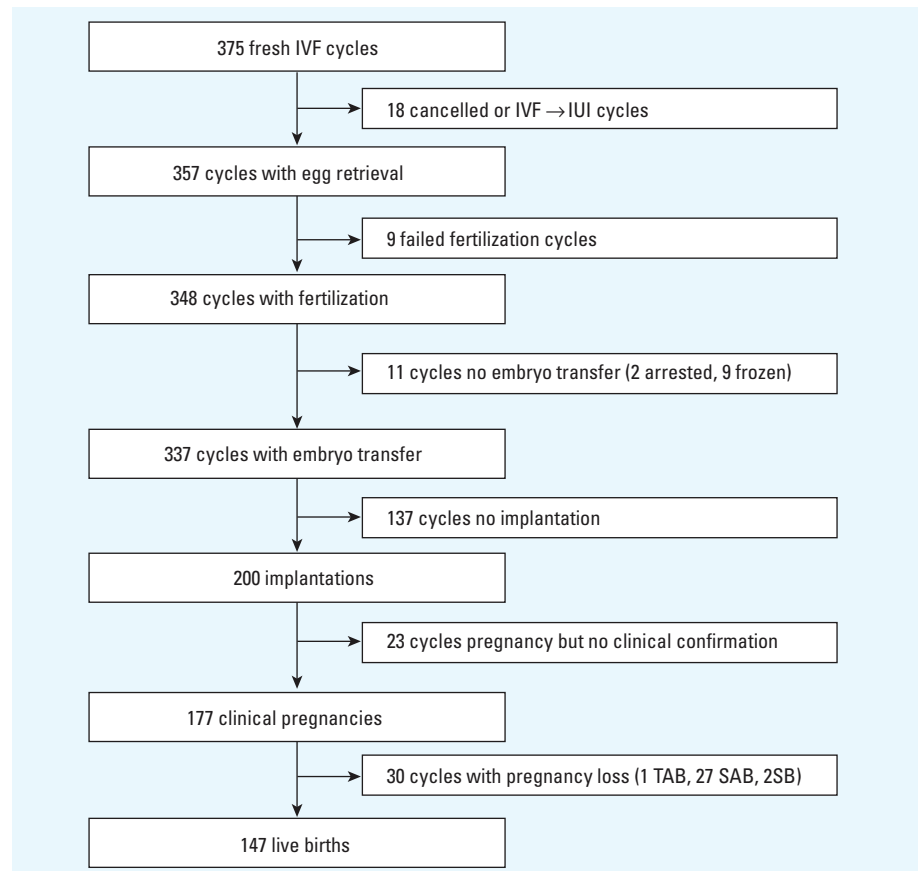 375 fresh IVF cycles
18 cancelled or IVF →IUI cycles
357 cycles with egg retrieval
9 failed fertilization cycles
348 cycles with fertilization
11 cycles no embryo transfer (2 arrested, 9 frozen)
337 cycles with embryo transfer
137 cycles no implantation
200 implantations
23 cycles pregnancy but no clinical confirmation
177 clinical pregnancies
30 cycles with pregnancy loss (1 TAB, 27 SAB, 2SB)
147 live births